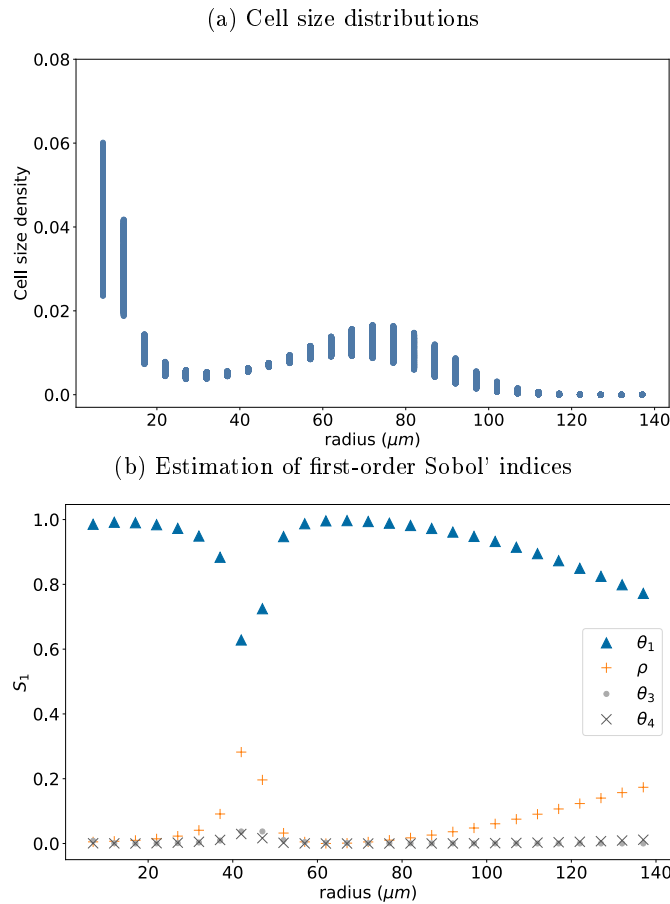 (a) Cell size distributions
0.08
0.06
0.04
0.02
0.0
Cell size density
20 40 60 80 100 120 140
radius (μm)
(b) Estimation of first-order Sobol' indices
1.0
0.8
0.6
0.4
0.2
0.0
S₁
θ₁
ρ
θ₃
θ₄
20 40 60 80 100 120 140
radius (μm)